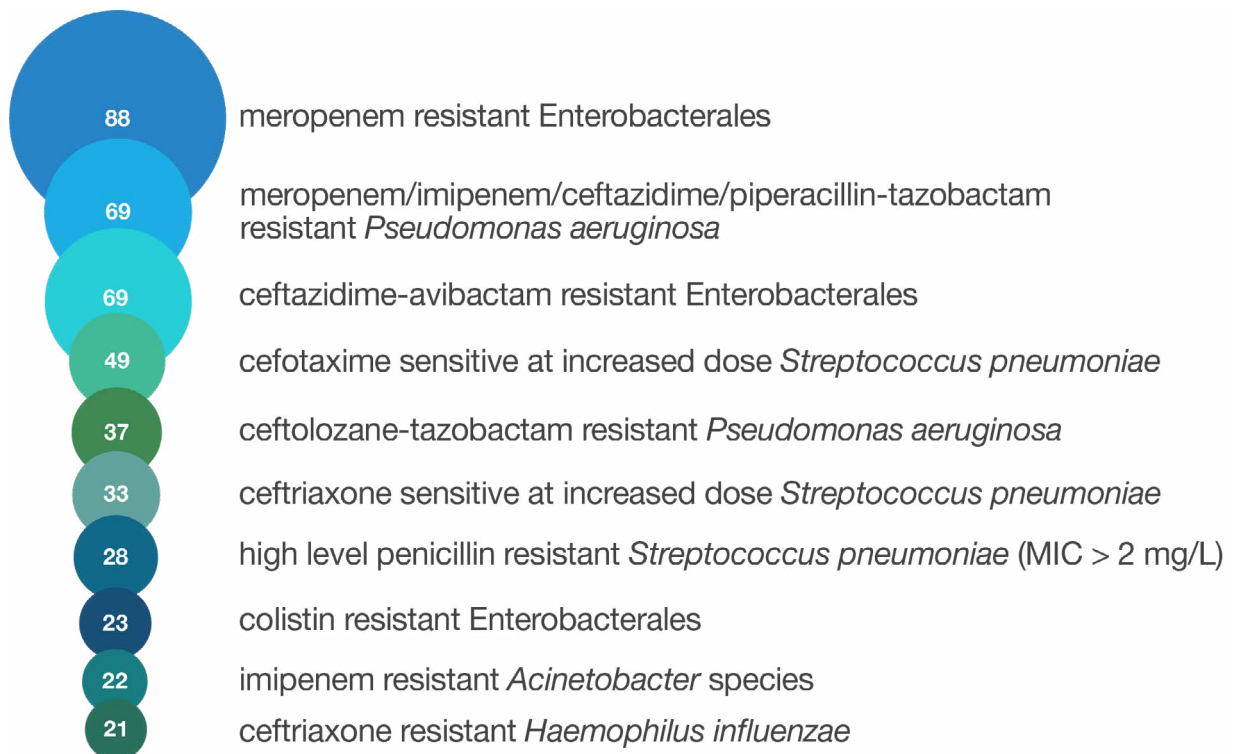 88 meropenem resistant Enterobacterales
meropenem/imipenem/ceftazidime/piperacillin-tazobactam
69
resistant Pseudomonas aeruginosa
69 ceftazidime-avibactam resistant Enterobacterales
49 cefotaxime sensitive at increased dose Streptococcus pneumoniae
37 ceftolozane-tazobactam resistant Pseudomonas aeruginosa
33 ceftriaxone sensitive at increased dose Streptococcus pneumoniae
28 high level penicillin resistant Streptococcus pneumoniae (MIC > 2 mg/L)
23 colistin resistant Enterobacterales
22 imipenem resistant Acinetobacter species
21 ceftriaxone resistant Haemophilus influenzae